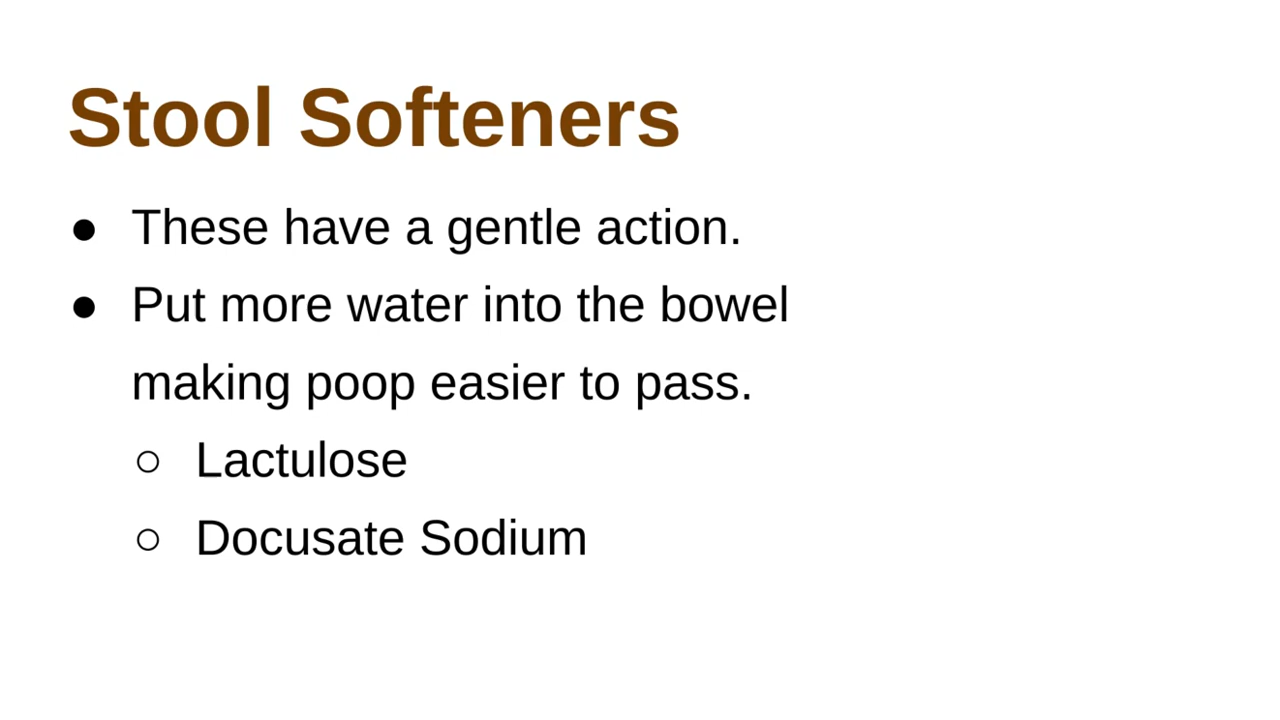 Stool Softeners
● These have a gentle action.
● Put more water into the bowel
making poop easier to pass.
○ Lactulose
○ Docusate Sodium